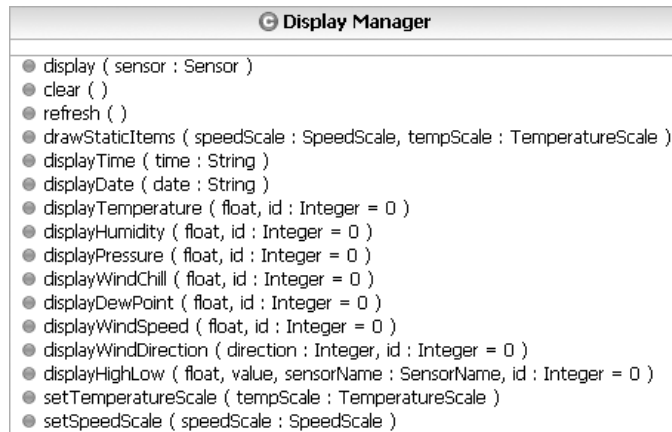 C Display Manager
display ( sensor : Sensor )
clear ( )
refresh ( )
drawStaticItems ( speedScale : SpeedScale, tempScale : TemperatureScale )
displayTime ( time : String )
displayDate ( date : String )
displayTemperature ( float, id : Integer = 0 )
displayHumidity ( float, id : Integer = 0 )
displayPressure ( float, id : Integer = 0 )
displayWindChill ( float, id : Integer = 0 )
displayDewPoint ( float, id : Integer = 0 )
displayWindSpeed ( float, id : Integer = 0 )
displayWindDirection ( direction : Integer, id : Integer = 0 )
displayHighLow ( float, value, sensorName : SensorName, id : Integer = 0 )
setTemperatureScale ( tempScale : TemperatureScale )
setSpeedScale ( speedScale : SpeedScale )